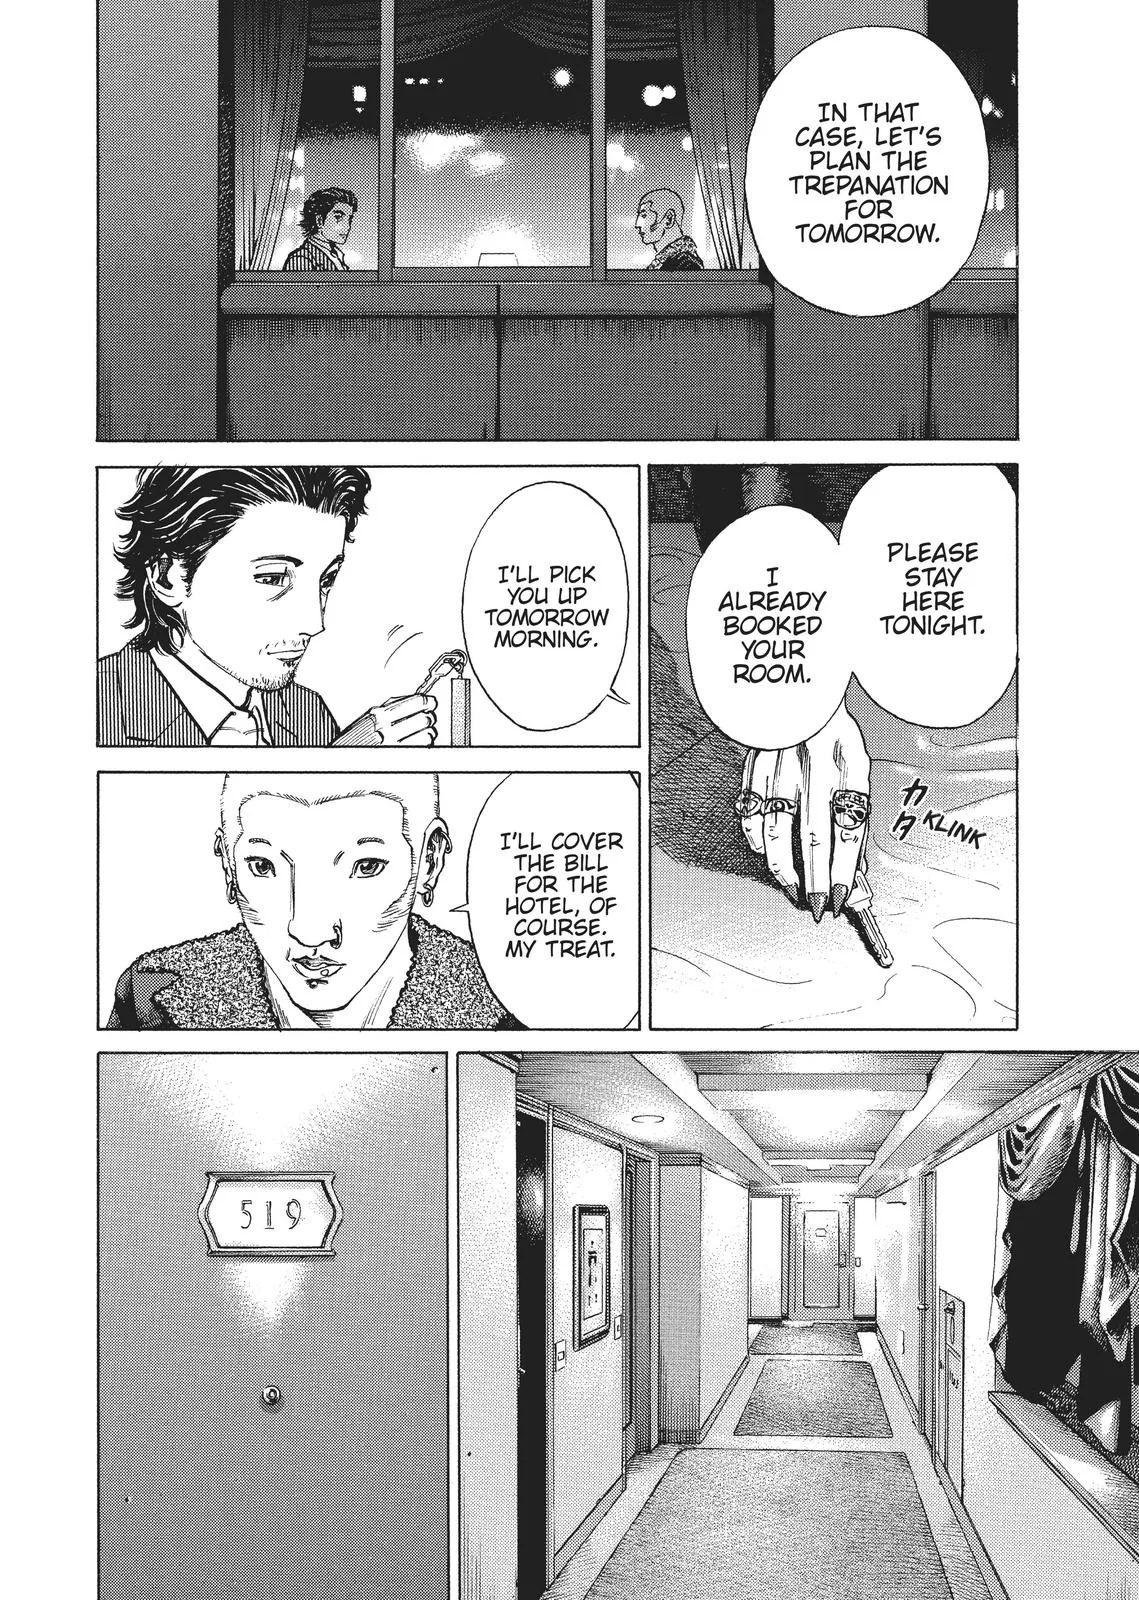 IN THAT
CASE, LET'S
PLAN THE
TREPANATION
FOR
TOMORROW.
PLEASE
STAY
HERE
TONIGHT.
I
ALREADY
BOOKED
YOUR
ROOM.
カタ
KLINK
I'LL PICK
YOU UP
TOMORROW
MORNING.
I'LL COVER
THE BILL
FOR THE
HOTEL, OF
COURSE.
MY TREAT.
519